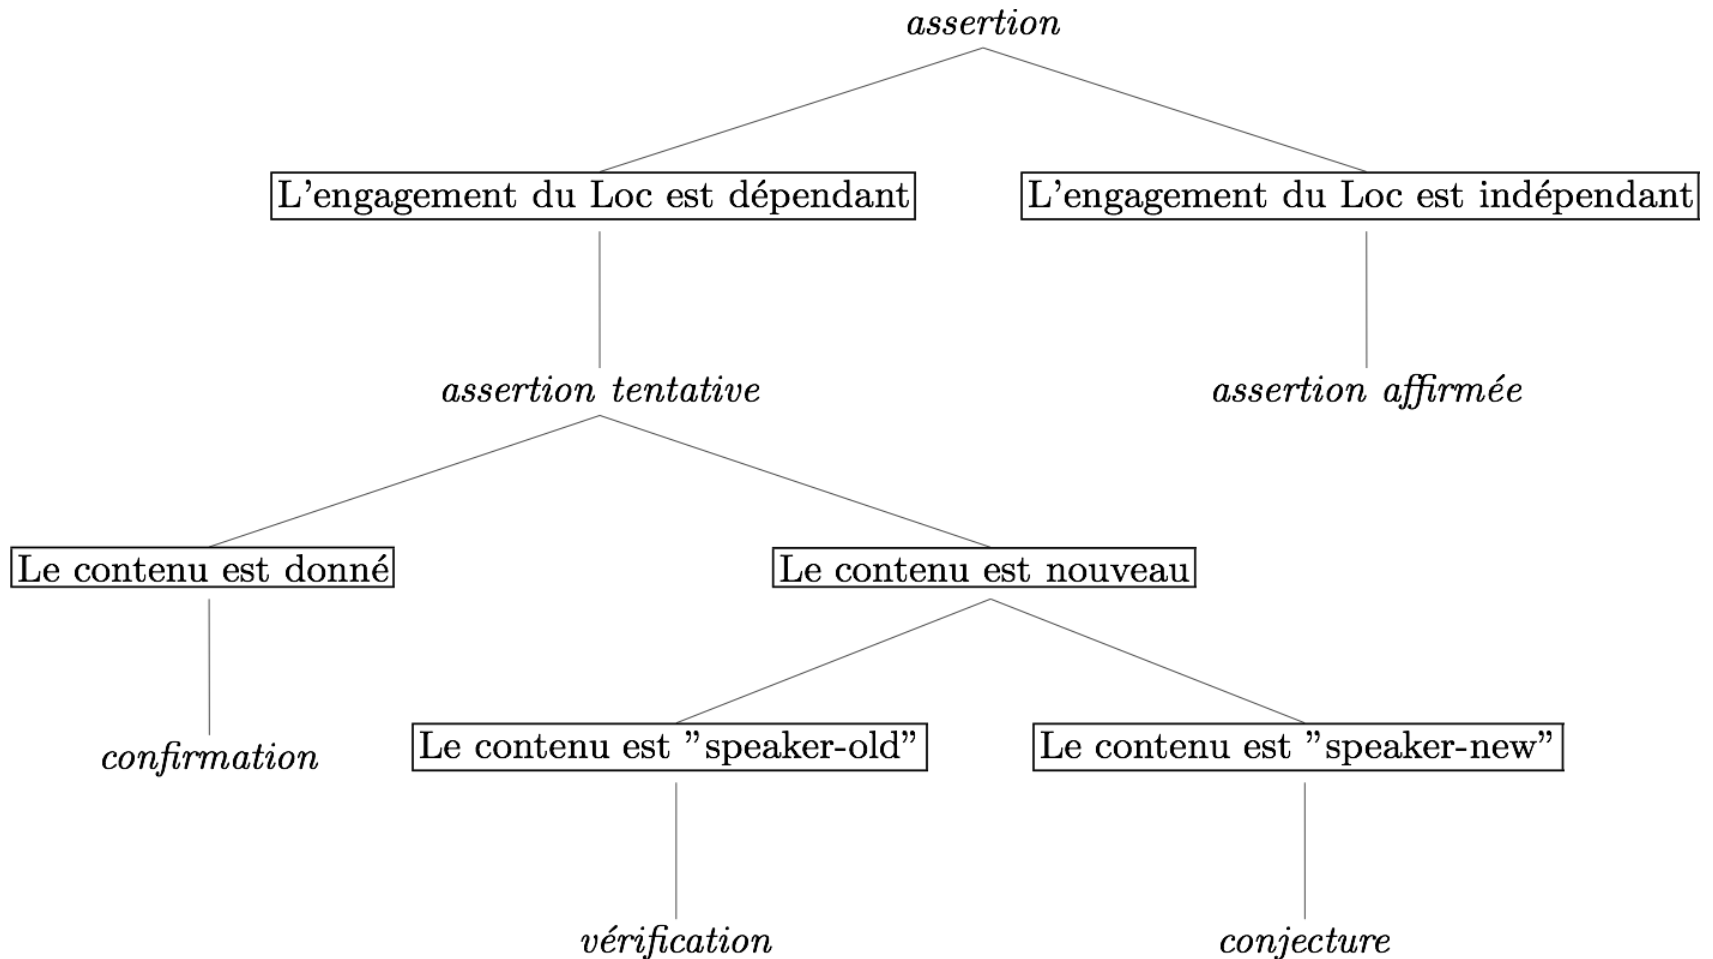 assertion
L'engagement du Loc est dépendant
L'engagement du Loc est indépendant
assertion tentative
assertion affirmée
Le contenu est donné
Le contenu est nouveau
confirmation
Le contenu est ”speaker-old”
Le contenu est ”speaker-new”
vérification
conjecture